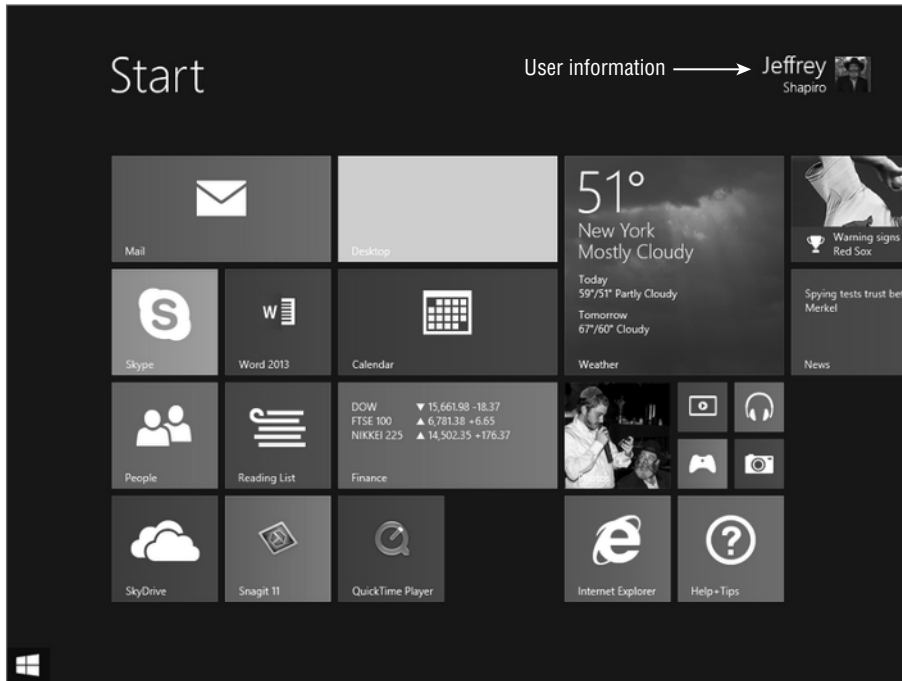 Start
User information
Jeffrey
Shapiro
Mail
Desktop
51°
New York
Mostly Cloudy
Today
59°/51° Partly Cloudy
Tomorrow
67°/60° Cloudy
Weather
Warning signs
Red Sox
Skype
W
Word 2013
Calendar
Spying tests trust be
Merkel
News
People
Reading List
DOW ▼ 15,661.98 -18.37
FTSE 100 ▲ 6,781.38 +6.65
NIKKEI 225 ▲ 14,502.35 +176.37
Finance
SkyDrive
Snagit 11
QuickTime Player
Internet Explorer
Help+Tips